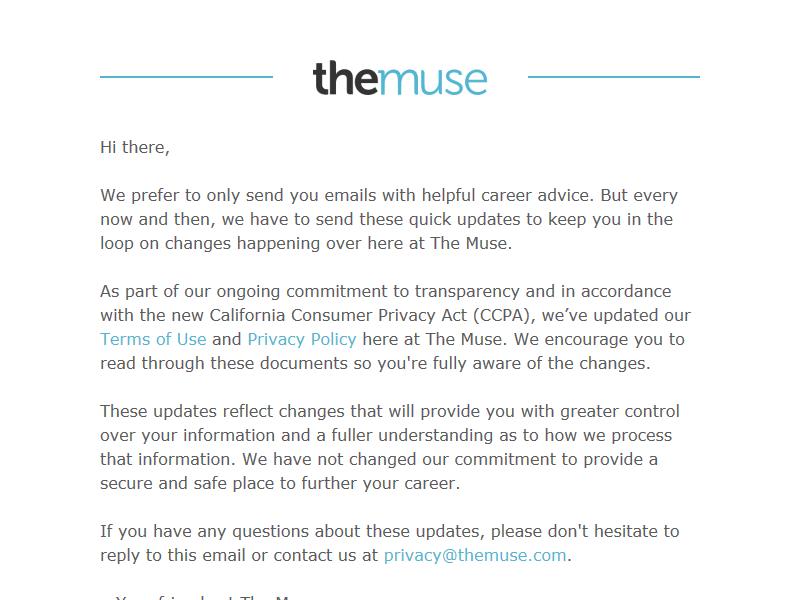 themuse
Hi there,
We prefer to only send you emails with helpful career advice. But every
now and then, we have to send these quick updates to keep you in the
loop on changes happening over here at The Muse.
As part of our ongoing commitment to transparency and in accordance
with the new California Consumer Privacy Act (CCPA), we’ve updated our
Terms of Use and Privacy Policy here at The Muse. We encourage you to
read through these documents so you're fully aware of the changes.
These updates reflect changes that will provide you with greater control
over your information and a fuller understanding as to how we process
that information. We have not changed our commitment to provide a
secure and safe place to further your career.
If you have any questions about these updates, please don't hesitate to
reply to this email or contact us at privacy@themuse.com.